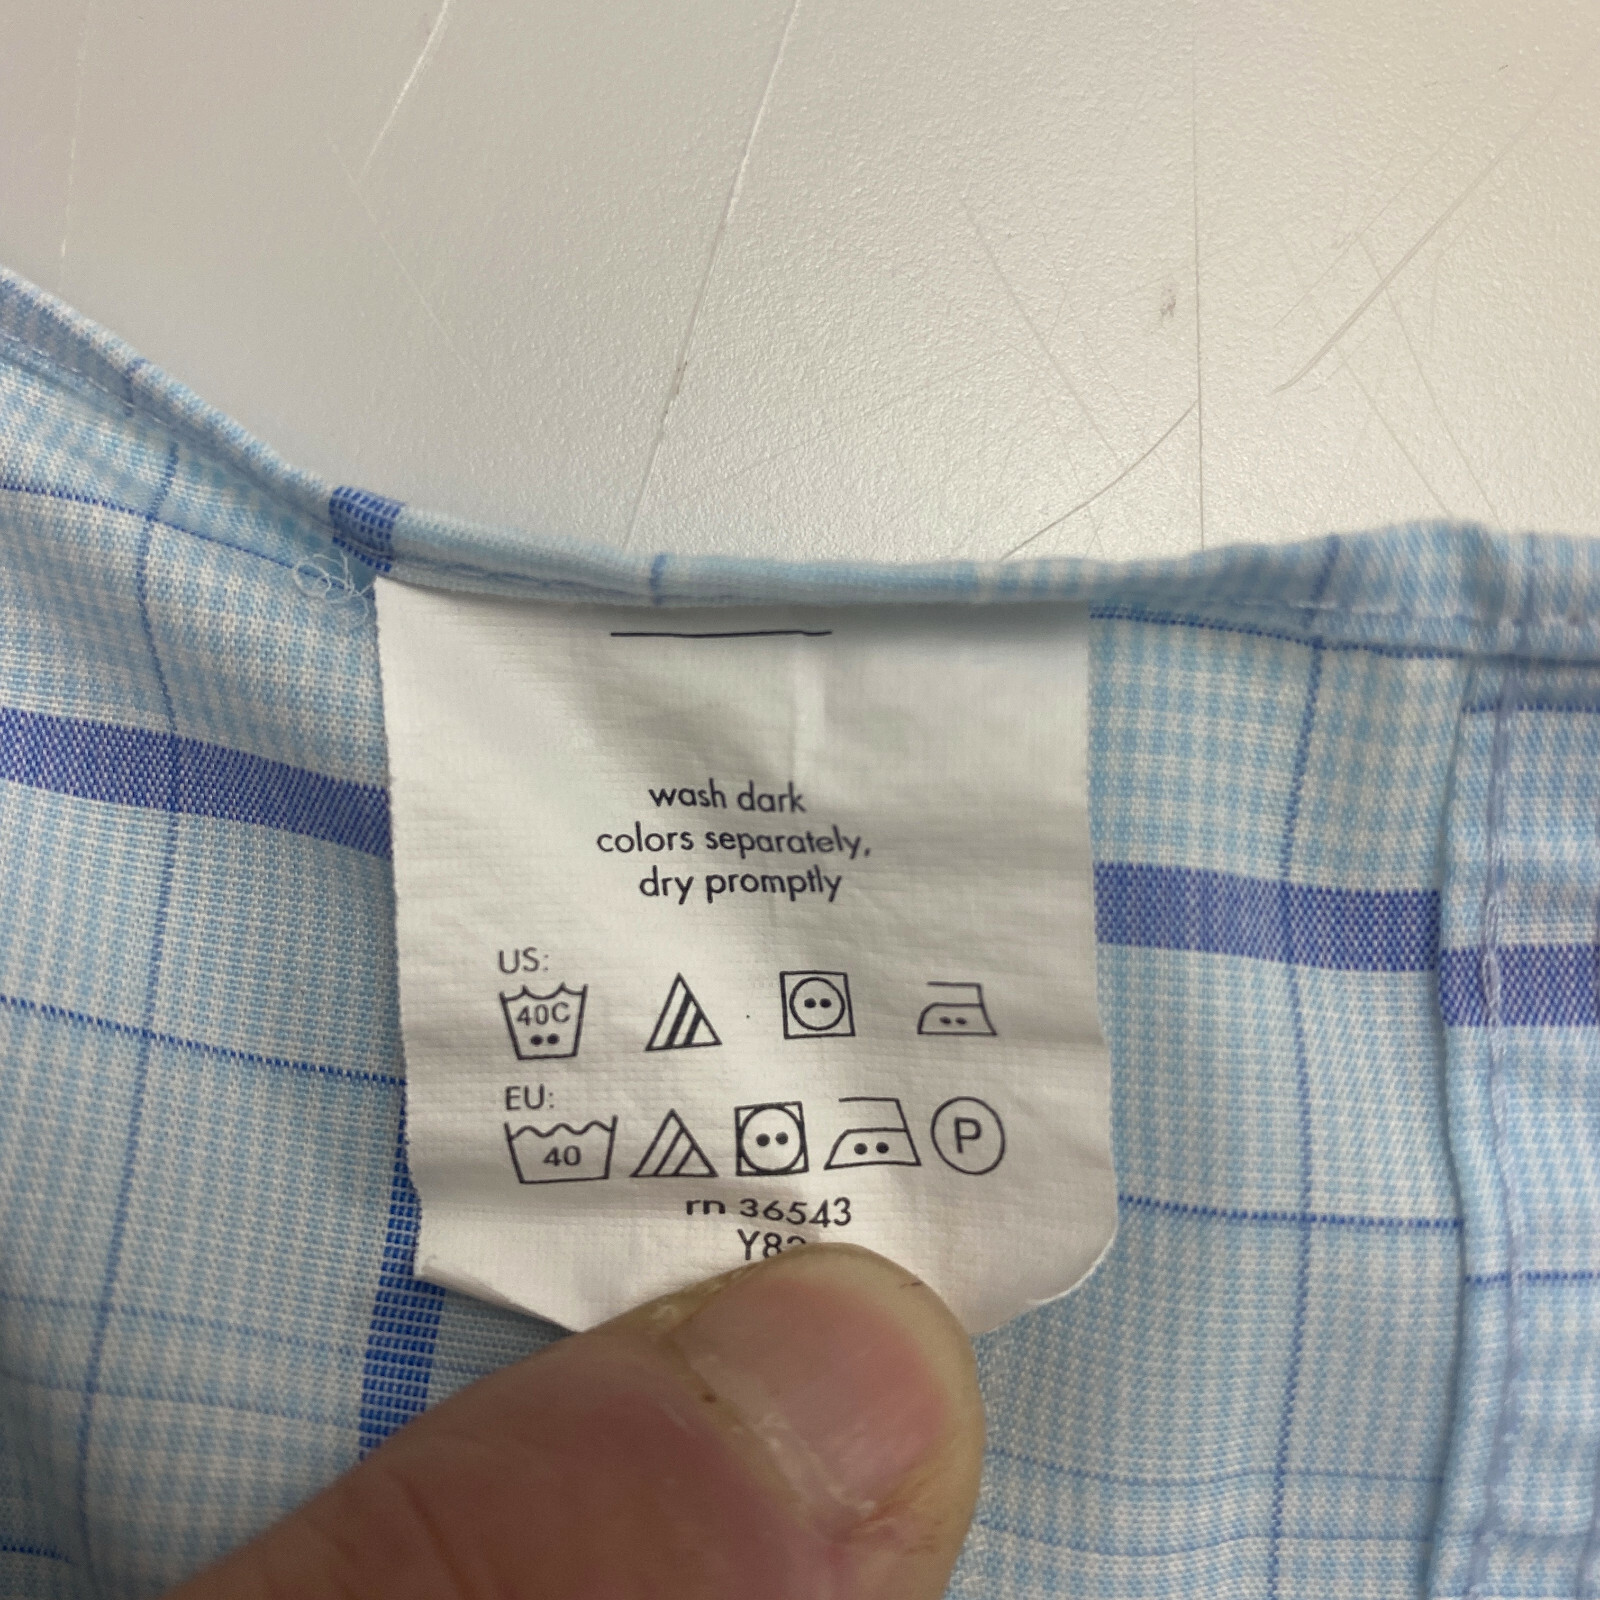 wash dark
colors separately,
dry promptly
US:
40C
EU:
40 P
rn 36543